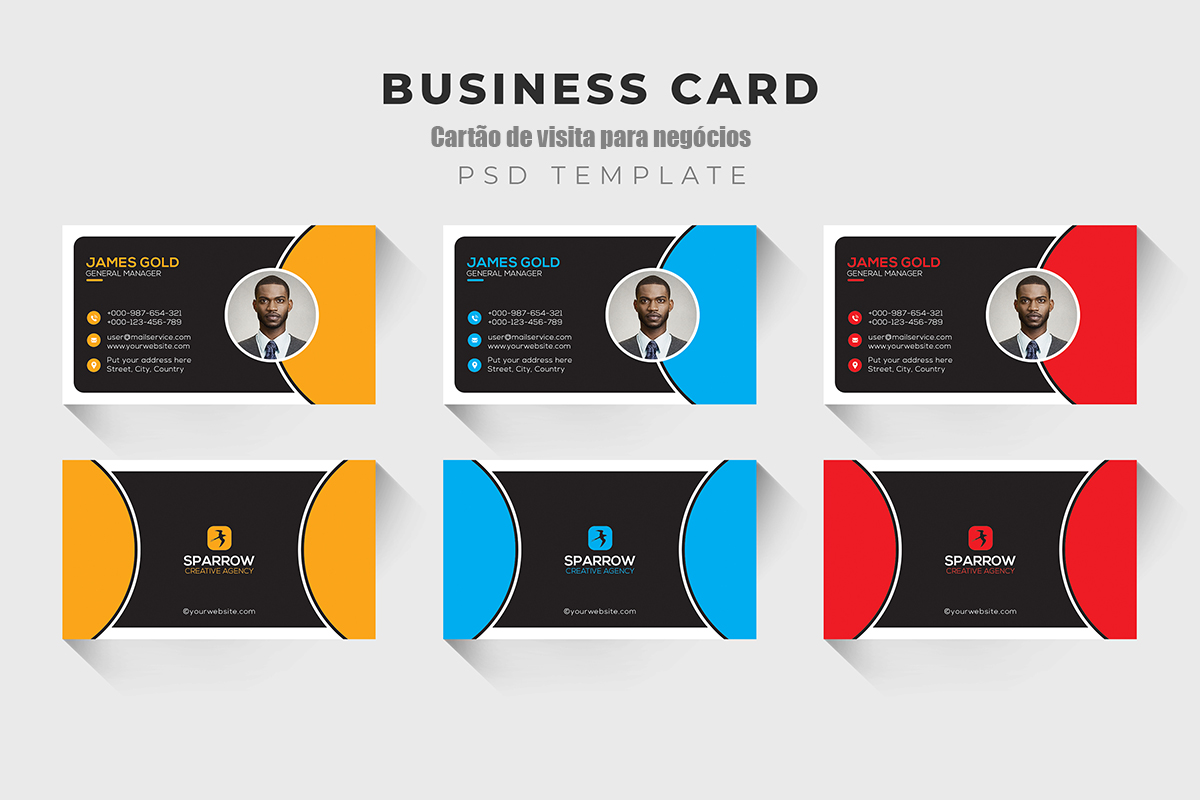 BUSINESS CARD
Cartão de visita para negócios
PSD TEMPLATE
JAMES GOLD
GENERAL MANAGER
+000-987-654-321
+000-123-456-789
user@mailservice.com
www.yourwebsite.com
Put your address here
Street, City, Country
JAMES GOLD
GENERAL MANAGER
+000-987-654-321
+000-123-456-789
user@mailservice.com
www.yourwebsite.com
Put your address here
Street, City, Country
JAMES GOLD
GENERAL MANAGER
+000-987-654-321
+000-123-456-789
user@mailservice.com
www.yourwebsite.com
Put your address here
Street, City, Country
SPARROW
CREATIVE AGENCY
©yourwebsite.com
SPARROW
CREATIVE AGENCY
©yourwebsite.com
SPARROW
CREATIVE AGENCY
©yourwebsite.com